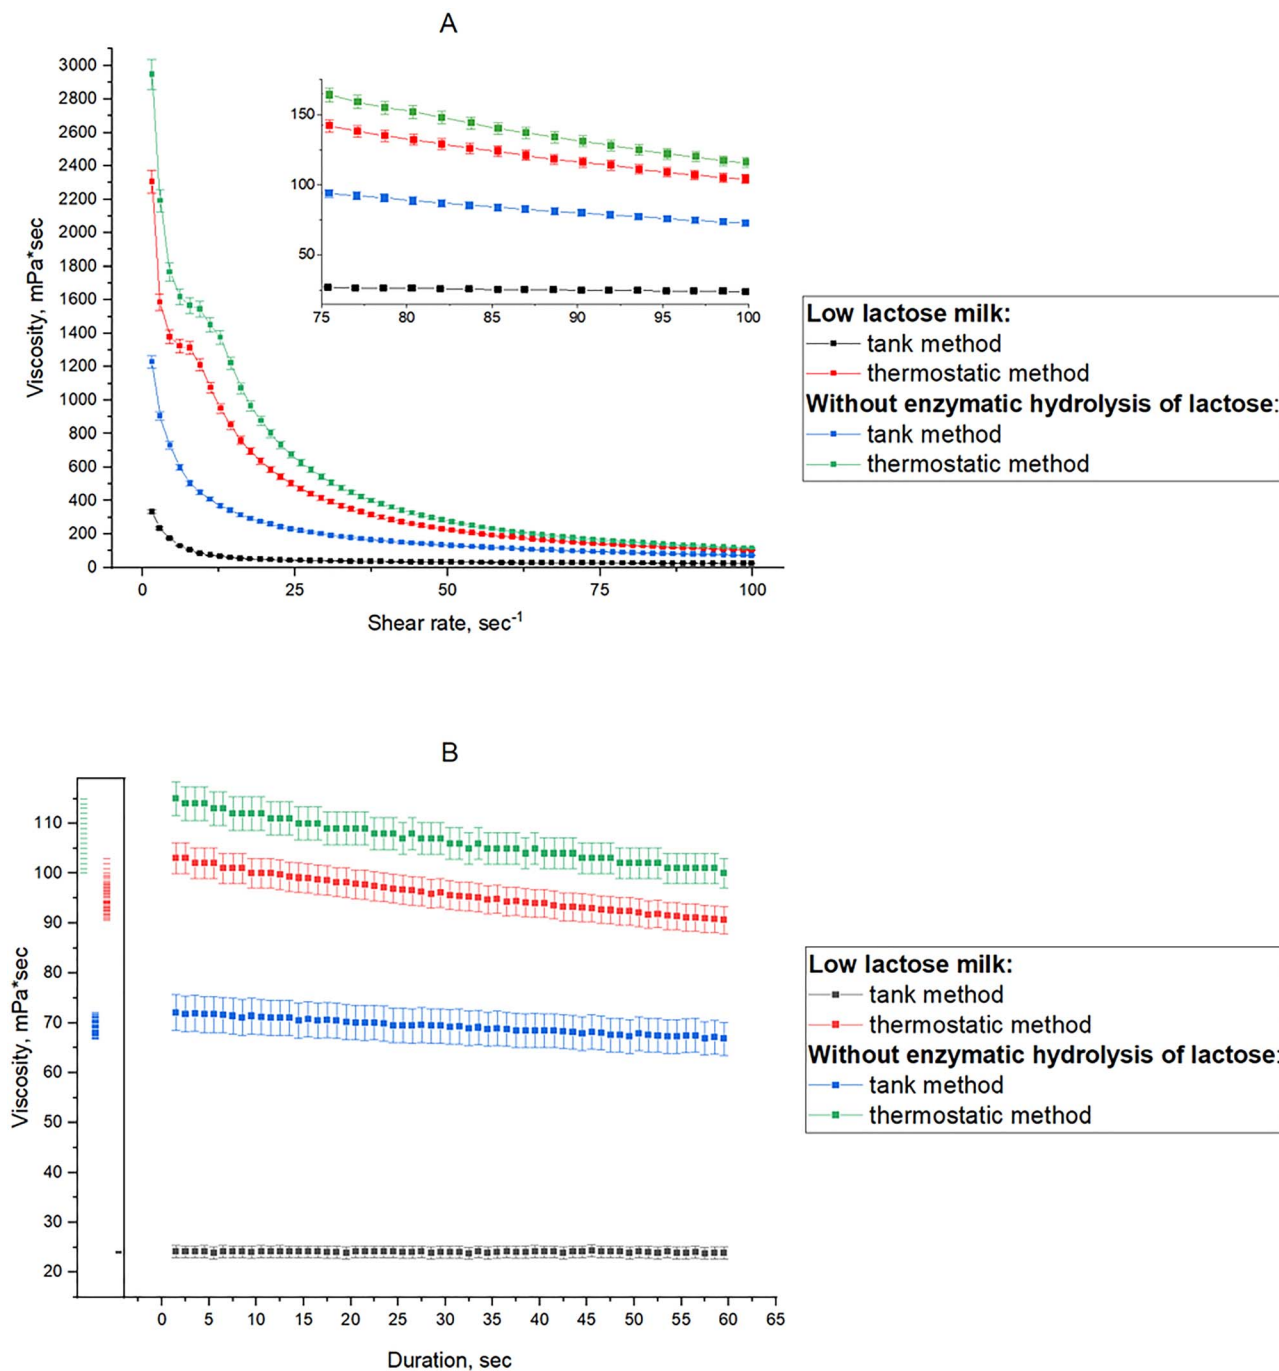 A
3000
2800
2600
2400
2200
2000
1800
1600
1400
1200
1000
800
600
400
200
0
Viscosity, mPa*sec
0 25 50 75 100
Shear rate, sec⁻¹
150
100
50
75 80 85 90 95 100
Low lactose milk:
tank method
thermostatic method
Without enzymatic hydrolysis of lactose:
tank method
thermostatic method
B
110
100
90
80
70
60
50
40
30
20
Viscosity, mPa*sec
0 5 10 15 20 25 30 35 40 45 50 55 60 65
Duration, sec
Low lactose milk:
tank method
thermostatic method
Without enzymatic hydrolysis of lactose:
tank method
thermostatic method